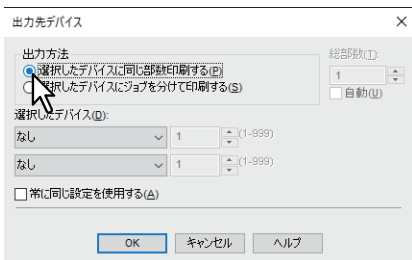 出力先デバイス
出力方法
選択したデバイスに同じ部数印刷する(P)
選択したデバイスにジョブを分けて印刷する(S)
総部数(T):
1
自動(U)
選択したデバイス(D):
なし 1 (1-999)
なし 1 (1-999)
常に同じ設定を使用する(A)
OK キャンセル ヘルプ